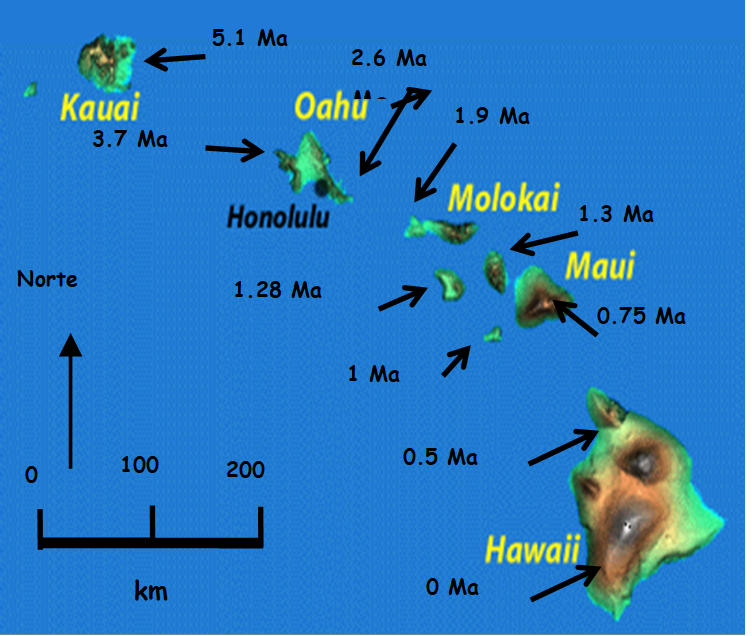 5.1 Ma
2.6 Ma
Kauai
Oahu
1.9 Ma
3.7 Ma
Molokai
Honolulu
1.3 Ma
Maui
Norte
1.28 Ma
0.75 Ma
1 Ma
0.5 Ma
0
100
200
Hawaii
km
0 Ma